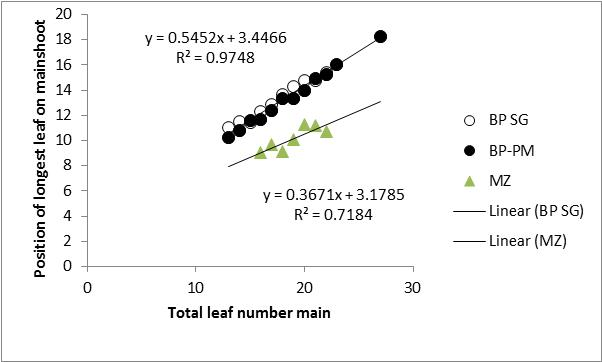 Position of longest leaf on mainshoot
20
18
16
14
12
10
8
6
4
2
0
y = 0.5452x + 3.4466
R² = 0.9748
y = 0.3671x + 3.1785
R² = 0.7184
0
10
20
30
Total leaf number main
BP SG
BP-PM
MZ
Linear (BP SG)
Linear (MZ)